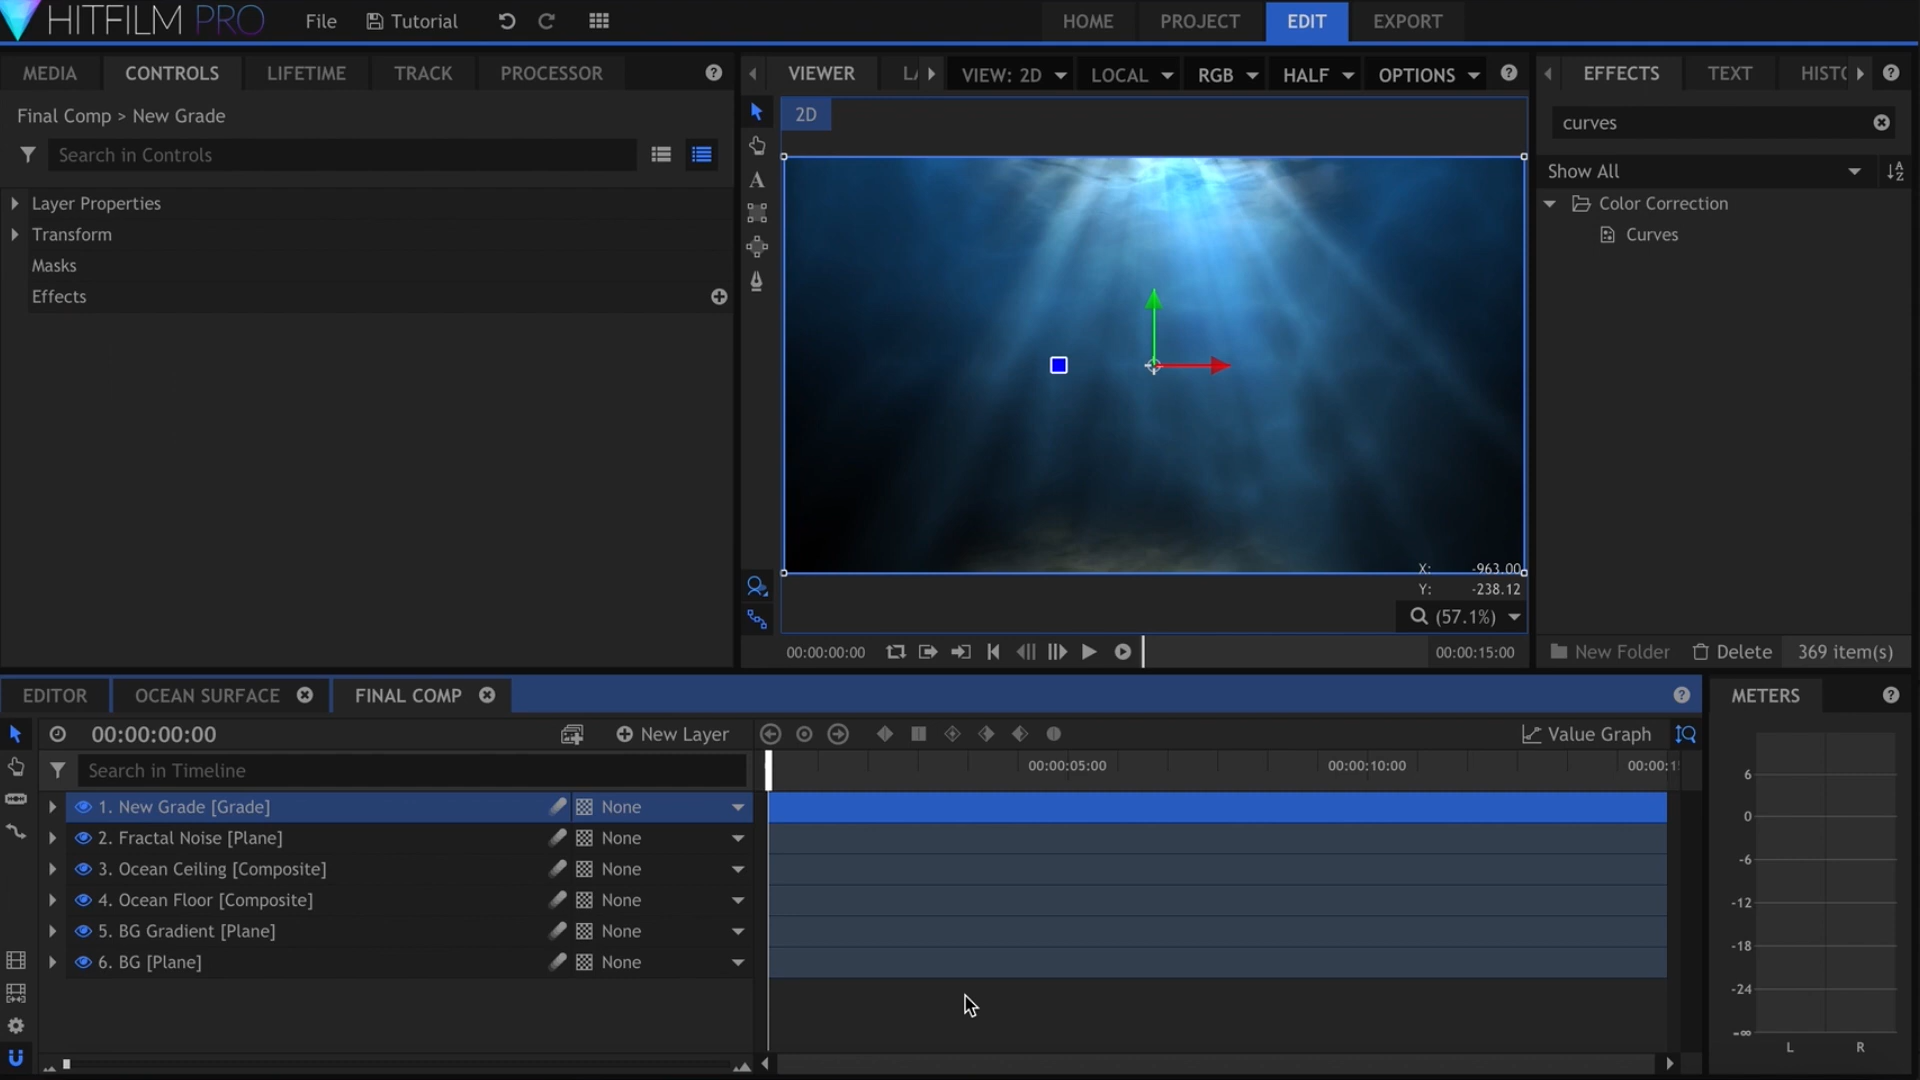 HITFILM PRO File Tutorial HOME PROJECT EDIT EXPORT
MEDIA CONTROLS LIFETIME TRACK PROCESSOR
Final Comp > New Grade
Search in Controls
Layer Properties
Transform
Masks
Effects
VIEWER LA VIEW: 2D LOCAL RGB HALF OPTIONS
2D
X: -963.00
Y: -238.12
(57.1%)
00:00:00:00 00:00:15:00
EFFECTS TEXT HISTO
curves
Show All
Color Correction
Curves
New Folder Delete 369 item(s)
EDITOR OCEAN SURFACE FINAL COMP
00:00:00:00 New Layer Value Graph
Search in Timeline
00:00:05:00 00:00:10:00 00:00:1
1. New Grade [Grade] None
2. Fractal Noise [Plane] None
3. Ocean Ceiling [Composite] None
4. Ocean Floor [Composite] None
5. BG Gradient [Plane] None
6. BG [Plane] None
METERS
6
0
-6
-12
-18
-24
-∞
L R